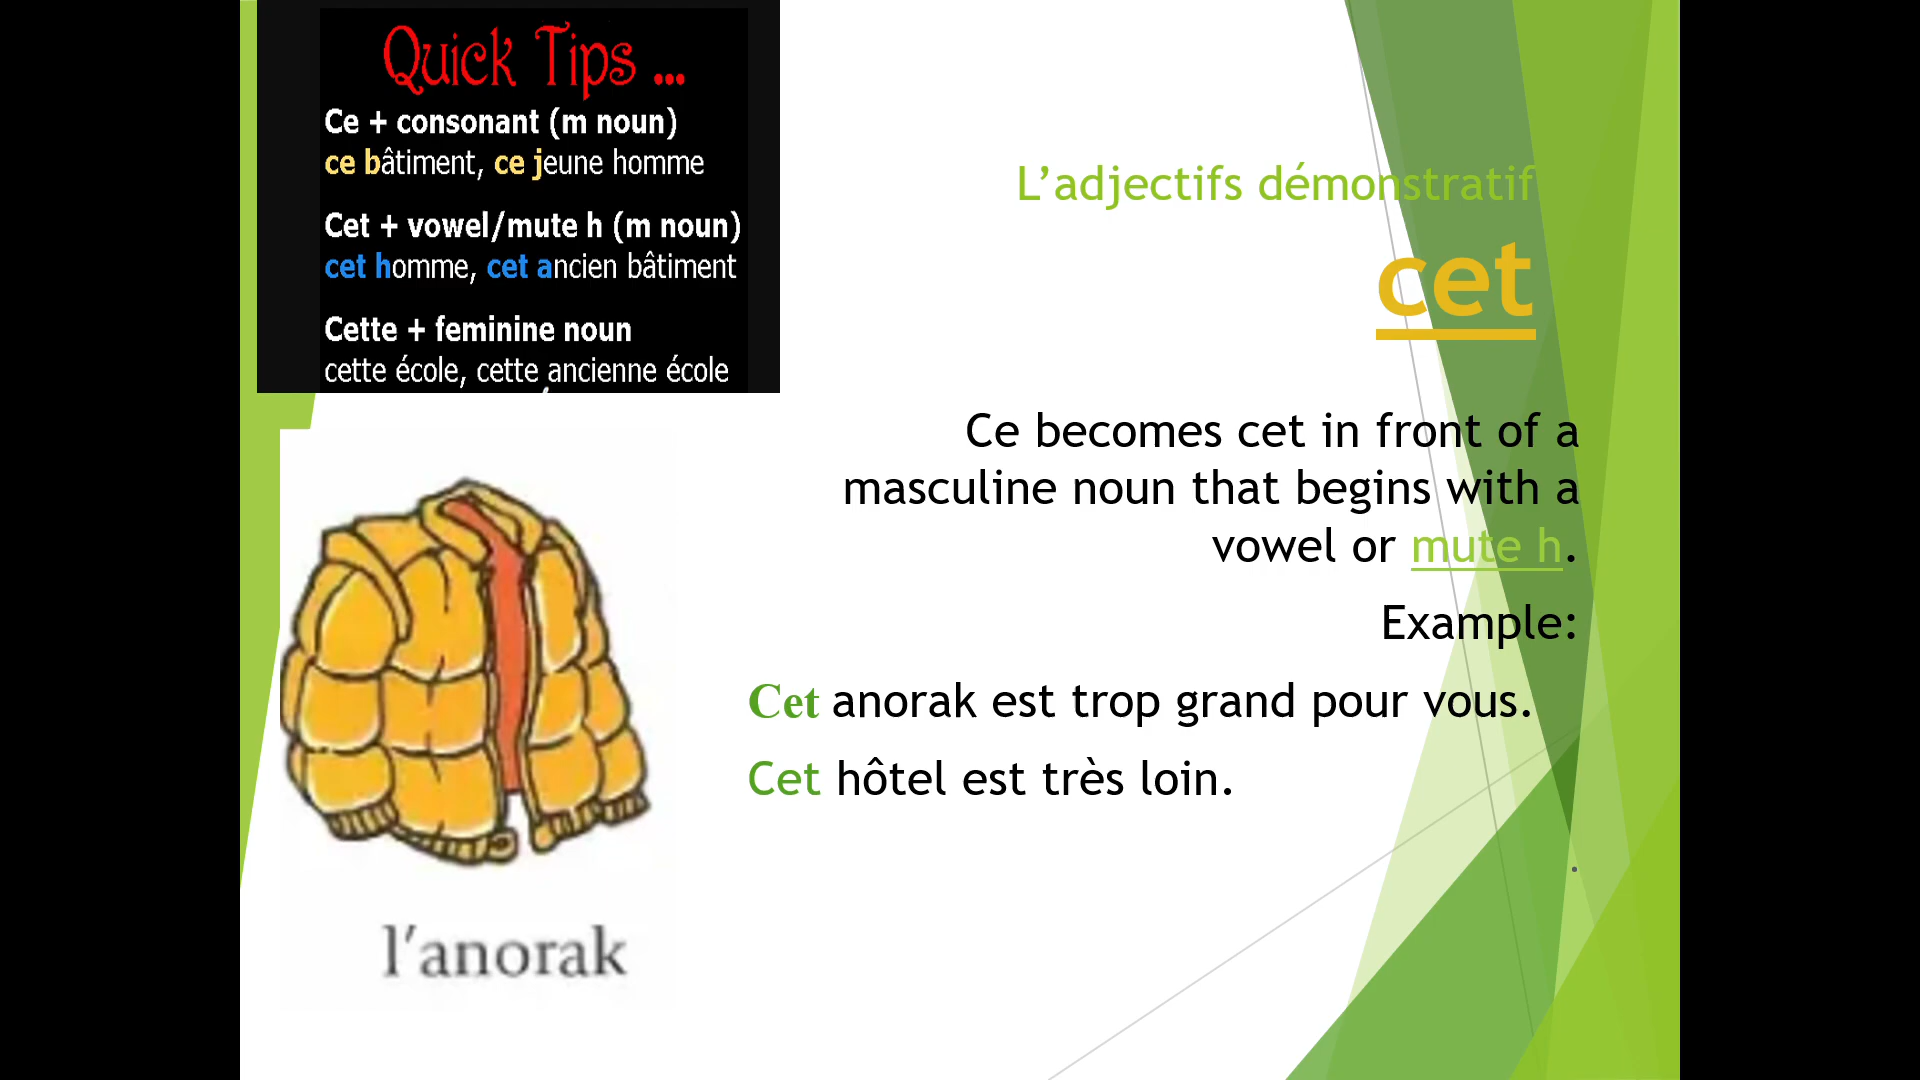 Quick Tips ...
Ce + consonant (m noun)
ce bâtiment, ce jeune homme
Cet + vowel/mute h (m noun)
cet homme, cet ancien bâtiment
Cette + feminine noun
cette école, cette ancienne école
L’adjectifs démonstratif
cet
Ce becomes cet in front of a
masculine noun that begins with a
vowel or mute h.
Example:
Cet anorak est trop grand pour vous.
Cet hôtel est très loin.
.
l’anorak